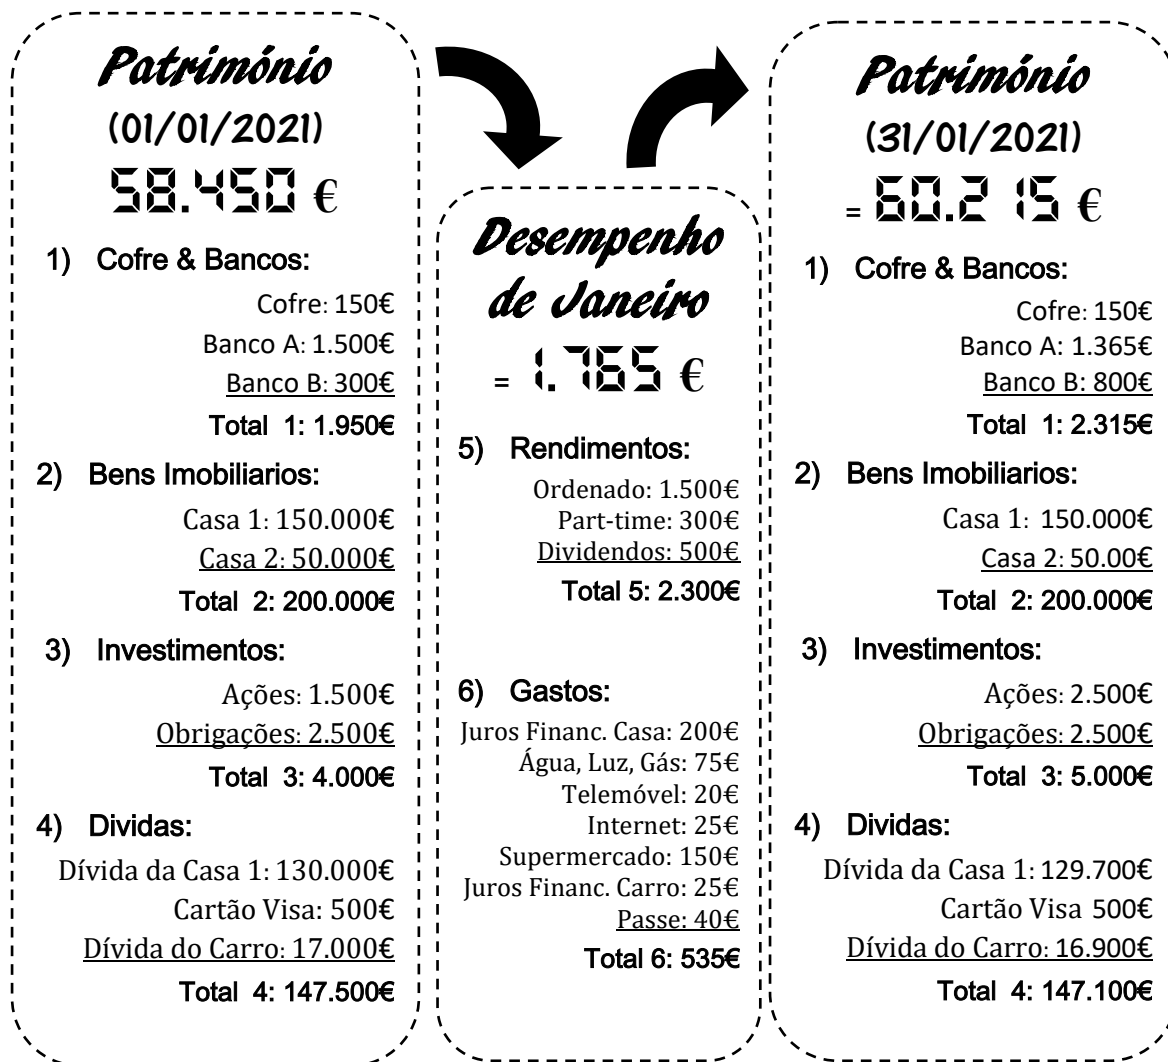 Património
(01/01/2021)
58.450 €
1) Cofre & Bancos:
Cofre: 150€
Banco A: 1.500€
Banco B: 300€
Total 1: 1.950€
2) Bens Imobiliarios:
Casa 1: 150.000€
Casa 2: 50.000€
Total 2: 200.000€
3) Investimentos:
Ações: 1.500€
Obrigações: 2.500€
Total 3: 4.000€
4) Dividas:
Dívida da Casa 1: 130.000€
Cartão Visa: 500€
Dívida do Carro: 17.000€
Total 4: 147.500€
Desempenho
de Janeiro
= 1.765 €
5) Rendimentos:
Ordenado: 1.500€
Part-time: 300€
Dividendos: 500€
Total 5: 2.300€
6) Gastos:
Juros Financ. Casa: 200€
Água, Luz, Gás: 75€
Telemóvel: 20€
Internet: 25€
Supermercado: 150€
Juros Financ. Carro: 25€
Passe: 40€
Total 6: 535€
Património
(31/01/2021)
= 60.215 €
1) Cofre & Bancos:
Cofre: 150€
Banco A: 1.365€
Banco B: 800€
Total 1: 2.315€
2) Bens Imobiliarios:
Casa 1: 150.000€
Casa 2: 50.00€
Total 2: 200.000€
3) Investimentos:
Ações: 2.500€
Obrigações: 2.500€
Total 3: 5.000€
4) Dividas:
Dívida da Casa 1: 129.700€
Cartão Visa 500€
Dívida do Carro: 16.900€
Total 4: 147.100€